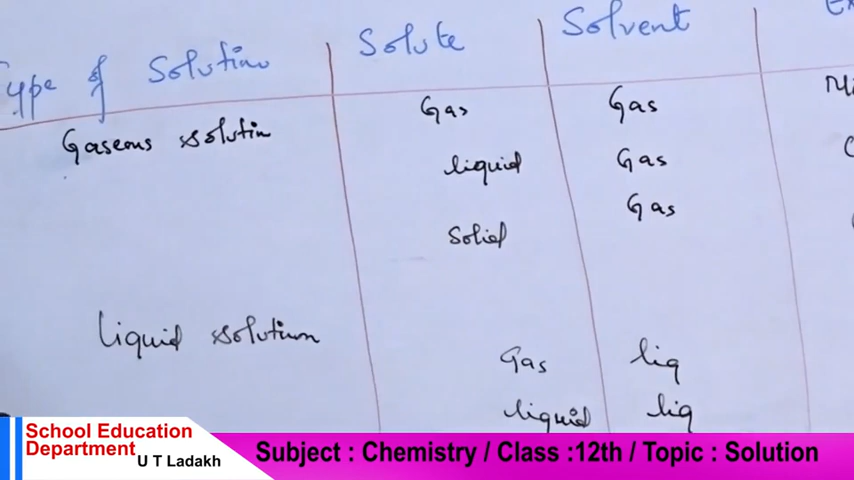 Type of Solution Solute Solvent
Gaseous solution Gas Gas
liquid Gas
Solid Gas
Liquid solution
Gas liq
liquid liq
School Education
Department
U T Ladakh
Subject : Chemistry / Class :12th / Topic : Solution